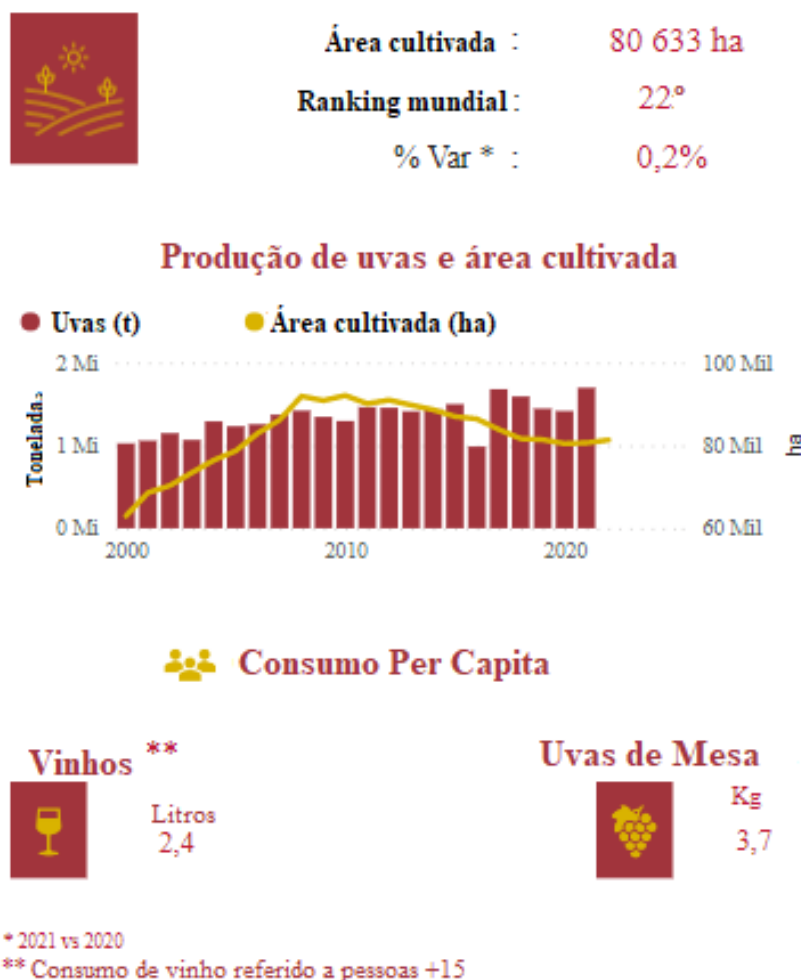 Área cultivada : 80 633 ha
Ranking mundial : 22º
% Var * : 0,2%
Produção de uvas e área cultivada
Uvas (t) Área cultivada (ha)
2 Mi 100 Mil
Toneladas
1 Mi 80 Mil ha
0 Mi 60 Mil
2000 2010 2020
Consumo Per Capita
Vinhos ** Uvas de Mesa
Litros Kg
2,4 3,7
* 2021 vs 2020
** Consumo de vinho referido a pessoas +15